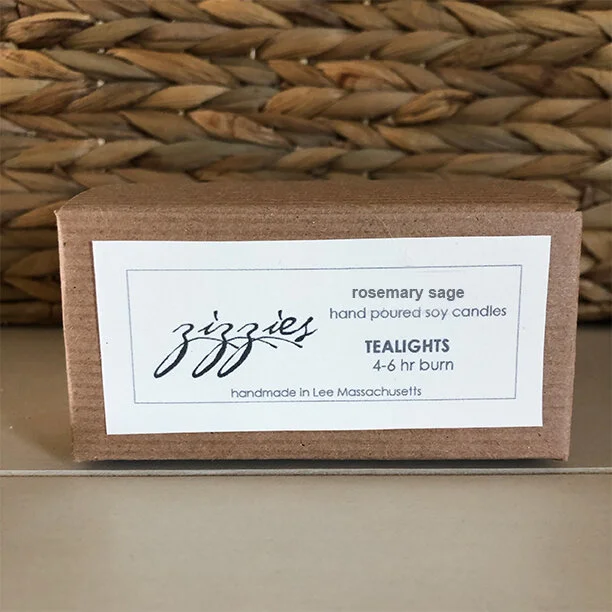 zizzies
rosemary sage
hand poured soy candles
TEALIGHTS
4-6 hr burn
handmade in Lee Massachusetts